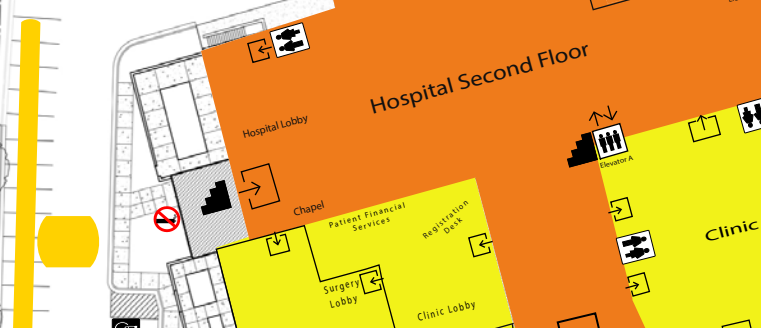 Hospital Second Floor
Hospital Lobby
Elevator A
Chapel
Patient Financial
Services
Registration
Desk
Clinic
Surgery
Lobby
Clinic Lobby